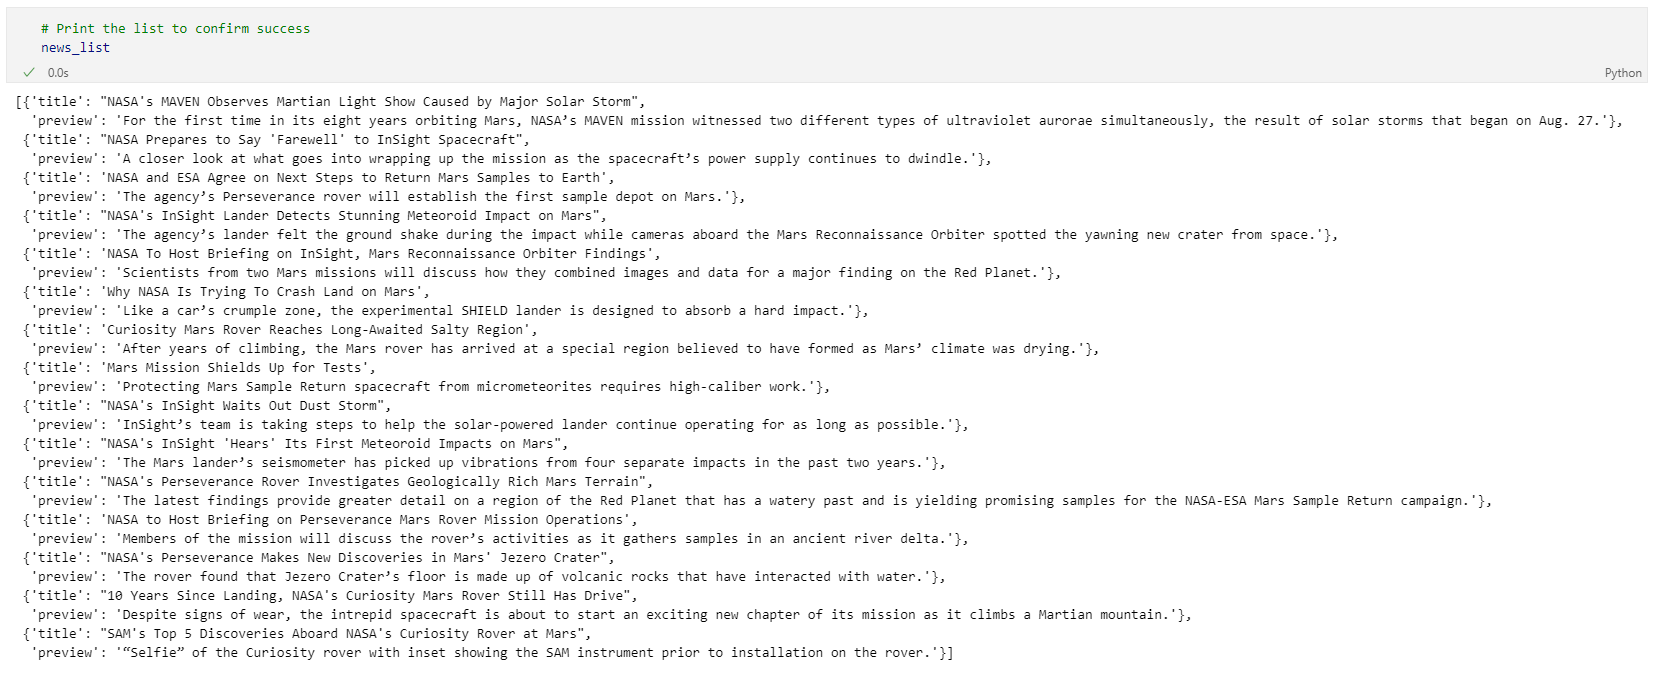 # Print the list to confirm success
news_list
0.0s
Python
[{'title': "NASA's MAVEN Observes Martian Light Show Caused by Major Solar Storm",
'preview': 'For the first time in its eight years orbiting Mars, NASA’s MAVEN mission witnessed two different types of ultraviolet aurorae simultaneously, the result of solar storms that began on Aug. 27.'},
{'title': "NASA Prepares to Say 'Farewell' to InSight Spacecraft",
'preview': 'A closer look at what goes into wrapping up the mission as the spacecraft’s power supply continues to dwindle.'},
{'title': 'NASA and ESA Agree on Next Steps to Return Mars Samples to Earth',
'preview': 'The agency’s Perseverance rover will establish the first sample depot on Mars.'},
{'title': "NASA's InSight Lander Detects Stunning Meteoroid Impact on Mars",
'preview': 'The agency’s lander felt the ground shake during the impact while cameras aboard the Mars Reconnaissance Orbiter spotted the yawning new crater from space.'},
{'title': 'NASA To Host Briefing on InSight, Mars Reconnaissance Orbiter Findings',
'preview': 'Scientists from two Mars missions will discuss how they combined images and data for a major finding on the Red Planet.'},
{'title': 'Why NASA Is Trying To Crash Land on Mars',
'preview': 'Like a car’s crumple zone, the experimental SHIELD lander is designed to absorb a hard impact.'},
{'title': 'Curiosity Mars Rover Reaches Long-Awaited Salty Region',
'preview': 'After years of climbing, the Mars rover has arrived at a special region believed to have formed as Mars’ climate was drying.'},
{'title': 'Mars Mission Shields Up for Tests',
'preview': 'Protecting Mars Sample Return spacecraft from micrometeorites requires high-caliber work.'},
{'title': "NASA's InSight Waits Out Dust Storm",
'preview': 'InSight’s team is taking steps to help the solar-powered lander continue operating for as long as possible.'},
{'title': "NASA's InSight 'Hears' Its First Meteoroid Impacts on Mars",
'preview': 'The Mars lander’s seismometer has picked up vibrations from four separate impacts in the past two years.'},
{'title': "NASA's Perseverance Rover Investigates Geologically Rich Mars Terrain",
'preview': 'The latest findings provide greater detail on a region of the Red Planet that has a watery past and is yielding promising samples for the NASA-ESA Mars Sample Return campaign.'},
{'title': 'NASA to Host Briefing on Perseverance Mars Rover Mission Operations',
'preview': 'Members of the mission will discuss the rover’s activities as it gathers samples in an ancient river delta.'},
{'title': "NASA's Perseverance Makes New Discoveries in Mars' Jezero Crater",
'preview': 'The rover found that Jezero Crater’s floor is made up of volcanic rocks that have interacted with water.'},
{'title': "10 Years Since Landing, NASA's Curiosity Mars Rover Still Has Drive",
'preview': 'Despite signs of wear, the intrepid spacecraft is about to start an exciting new chapter of its mission as it climbs a Martian mountain.'},
{'title': "SAM's Top 5 Discoveries Aboard NASA's Curiosity Rover at Mars",
'preview': '“Selfie” of the Curiosity rover with inset showing the SAM instrument prior to installation on the rover.'}]